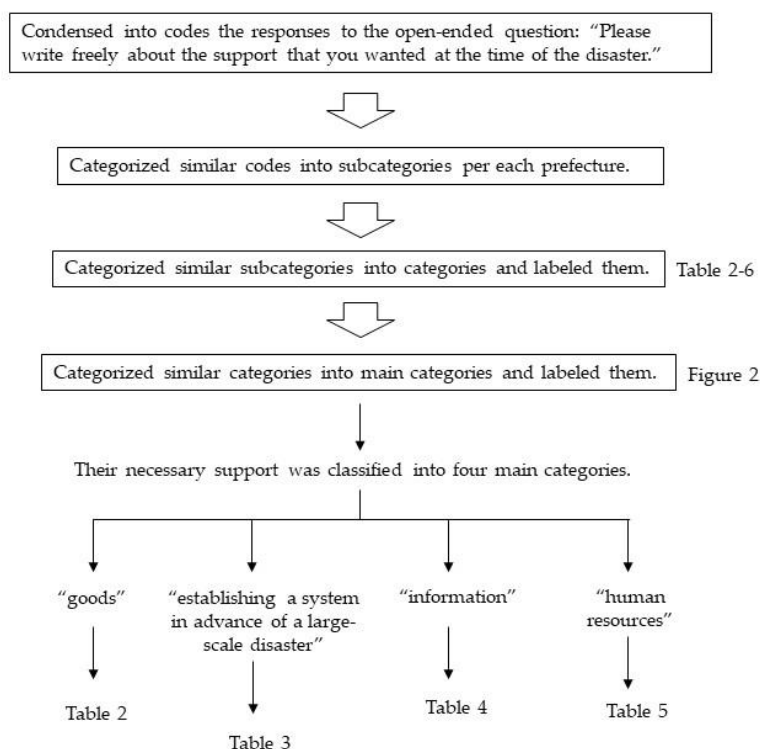 Condensed into codes the responses to the open-ended question: “Please
write freely about the support that you wanted at the time of the disaster.”
Categorized similar codes into subcategories per each prefecture.
Categorized similar subcategories into categories and labeled them.
Table 2-6
Categorized similar categories into main categories and labeled them.
Figure 2
Their necessary support was classified into four main categories.
“goods”
“establishing a system
in advance of a large-
scale disaster”
“information”
“human
resources”
Table 2
Table 3
Table 4
Table 5